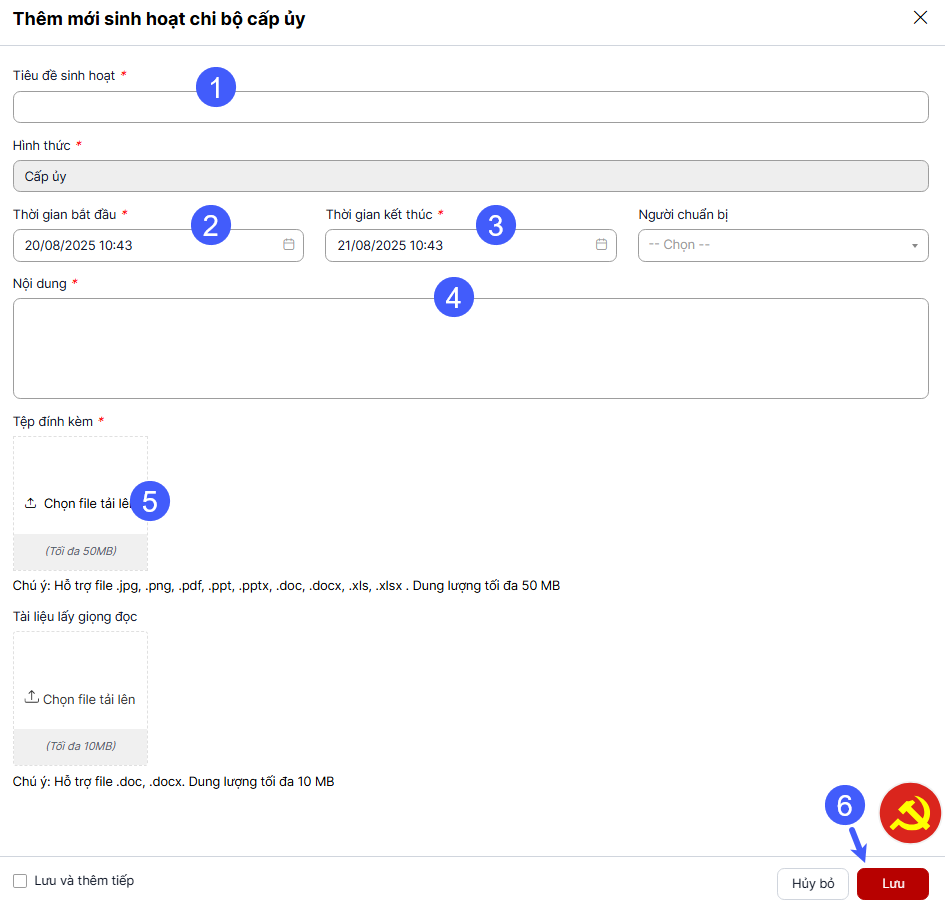 Thêm mới sinh hoạt chi bộ cấp ủy
Tiêu đề sinh hoạt *
1
Hình thức *
Cấp ủy
Thời gian bắt đầu * 2 Thời gian kết thúc * 3 Người chuẩn bị
20/08/2025 10:43 21/08/2025 10:43 -- Chọn --
Nội dung *
4
Tệp đính kèm *
Chọn file tải lê 5
(Tối đa 50MB)
Chú ý: Hỗ trợ file .jpg, .png, .pdf, .ppt, .pptx, .doc, .docx, .xls, .xlsx . Dung lượng tối đa 50 MB
Tài liệu lấy giọng đọc
Chọn file tải lên
(Tối đa 10MB)
Chú ý: Hỗ trợ file .doc, .docx. Dung lượng tối đa 10 MB
6
Lưu và thêm tiếp Hủy bỏ Lưu